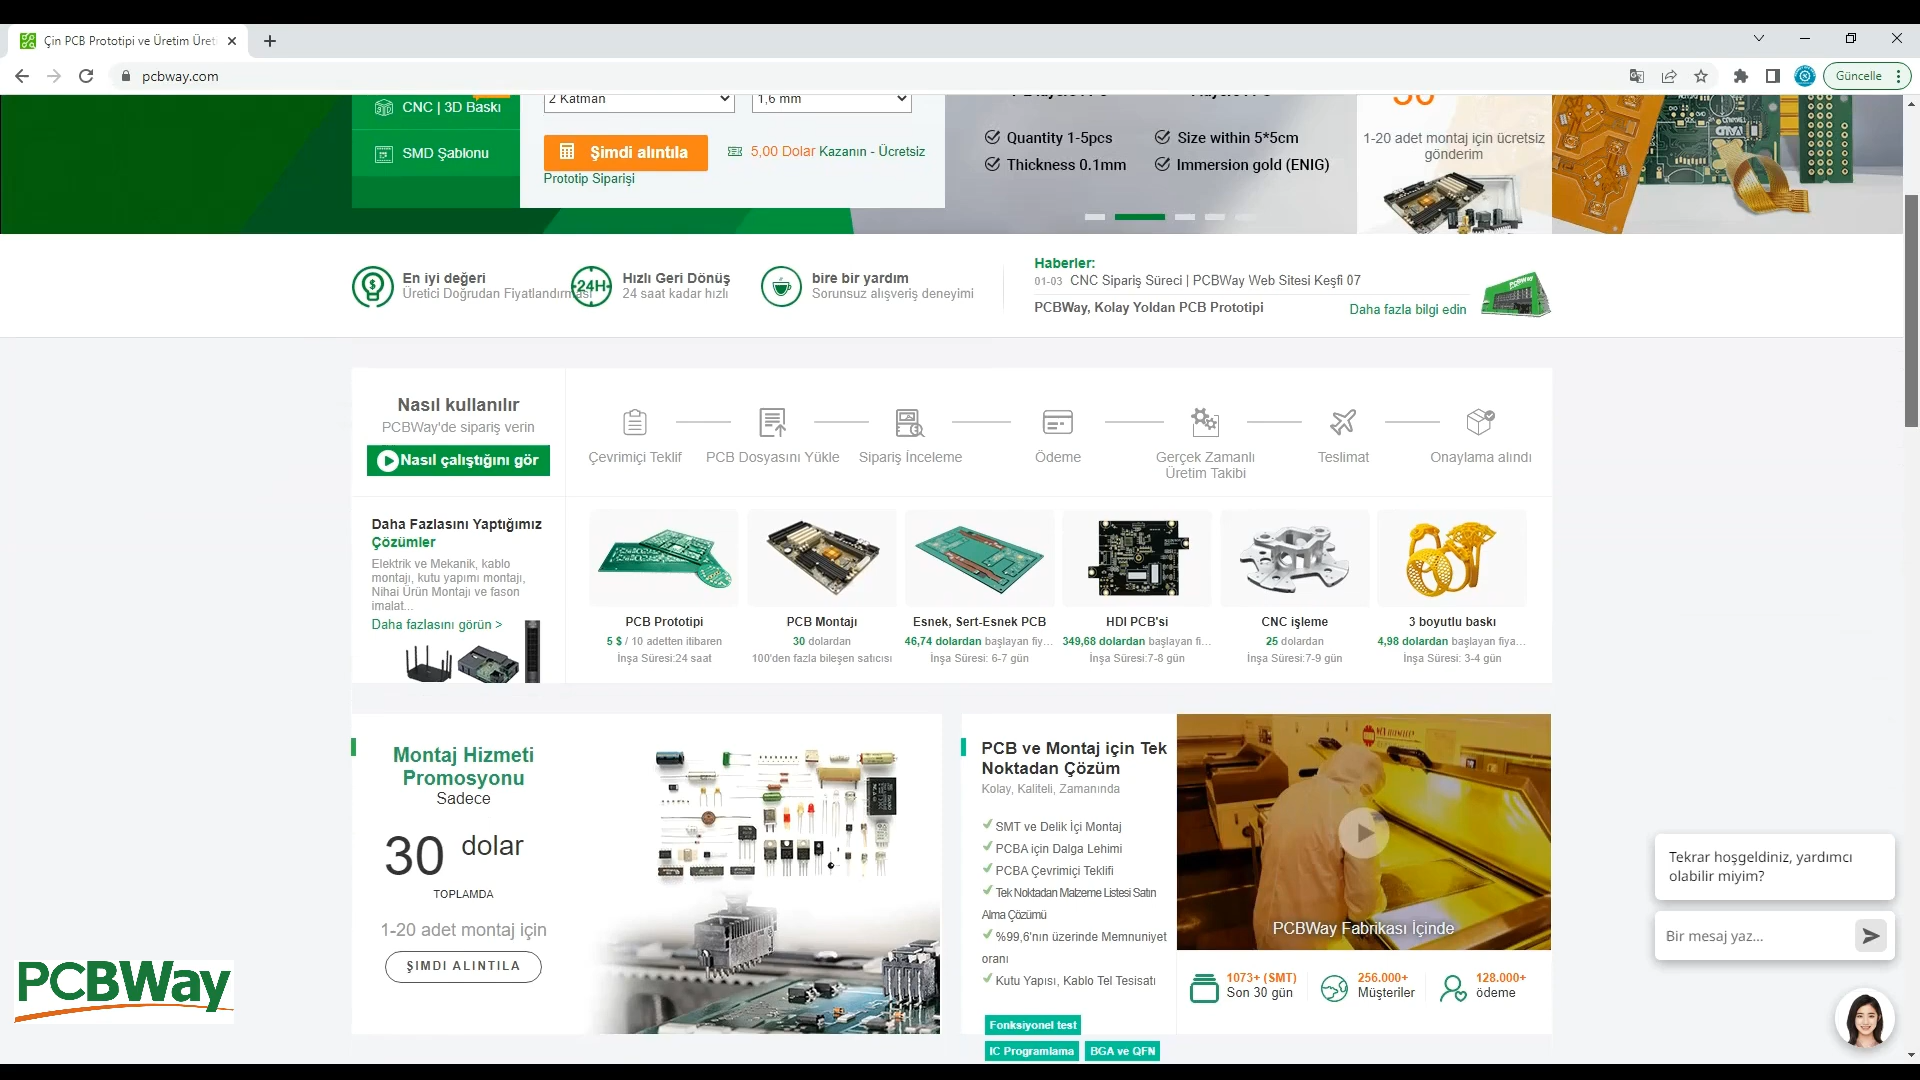 Çin PCB Prototipi ve Üretim Üret
pcbway.com
Güncelle
CNC | 3D Baskı
SMD Şablonu
2 Katman
1,6 mm
Şimdi alıntıla
5,00 Dolar Kazanın - Ücretsiz
Prototip Siparişi
Quantity 1-5pcs
Size within 5*5cm
Thickness 0.1mm
Immersion gold (ENIG)
30
1-20 adet montaj için ücretsiz
gönderim
En iyi değeri
Üretici Doğrudan Fiyatlandırması
24H
Hızlı Geri Dönüş
24 saat kadar hızlı
bire bir yardım
Sorunsuz alışveriş deneyimi
Haberler:
01-03 CNC Sipariş Süreci | PCBWay Web Sitesi Keşfi 07
PCBWay, Kolay Yoldan PCB Prototipi
Daha fazla bilgi edin
Nasıl kullanılır
PCBWay'de sipariş verin
Nasıl çalıştığını gör
Çevrimiçi Teklif
PCB Dosyasını Yükle
Sipariş İnceleme
Ödeme
Gerçek Zamanlı
Üretim Takibi
Teslimat
Onaylama alındı
Daha Fazlasını Yaptığımız
Çözümler
Elektrik ve Mekanik, kablo
montajı, kutu yapımı montajı,
Nihai Ürün Montajı ve fason
imalat...
Daha fazlasını görün >
PCB Prototipi
5 $ / 10 adetten itibaren
İnşa Süresi:24 saat
PCB Montajı
30 dolardan
100'den fazla bileşen satıcısı
Esnek, Sert-Esnek PCB
46,74 dolardan başlayan fiy...
İnşa Süresi: 6-7 gün
HDI PCB'si
349,68 dolardan başlayan fi...
İnşa Süresi:7-8 gün
CNC işleme
25 dolardan
İnşa Süresi:7-9 gün
3 boyutlu baskı
4,98 dolardan başlayan fiya...
İnşa Süresi: 3-4 gün
Montaj Hizmeti
Promosyonu
Sadece
30 dolar
TOPLAMDA
1-20 adet montaj için
ŞIMDI ALINTILA
PCB ve Montaj için Tek
Noktadan Çözüm
Kolay, Kaliteli, Zamanında
SMT ve Delik İçi Montaj
PCBA için Dalga Lehimi
PCBA Çevrimiçi Teklifi
Tek Noktadan Malzeme Listesi Satın
Alma Çözümü
%99,6'nın üzerinde Memnuniyet
oranı
Kutu Yapısı, Kablo Tel Tesisatı
Fonksiyonel test
IC Programlama
BGA ve QFN
PCBWay Fabrikası İçinde
1073+ (SMT)
Son 30 gün
256.000+
Müşteriler
128.000+
ödeme
Tekrar hoşgeldiniz, yardımcı
olabilir miyim?
Bir mesaj yaz...
PCBWay